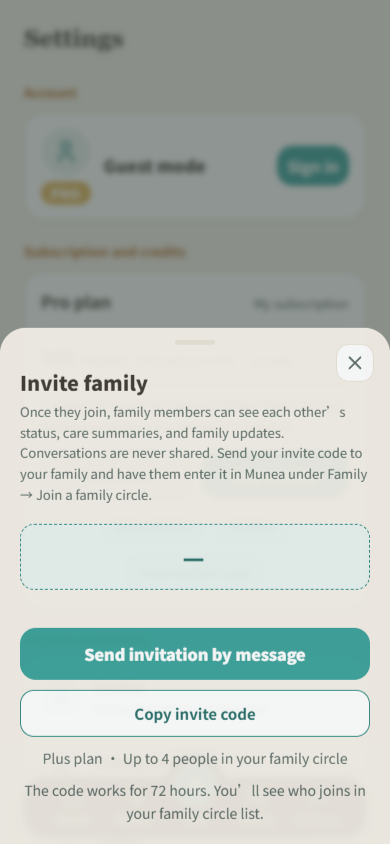 Settings
Account
Guest mode
Sign in
Subscription and credits
Pro plan
My subscription
Invite family
Once they join, family members can see each other’s
status, care summaries, and family updates.
Conversations are never shared. Send your invite code to
your family and have them enter it in Munea under Family
→ Join a family circle.
—
Send invitation by message
Copy invite code
Plus plan・Up to 4 people in your family circle
The code works for 72 hours. You’ll see who joins in
your family circle list.